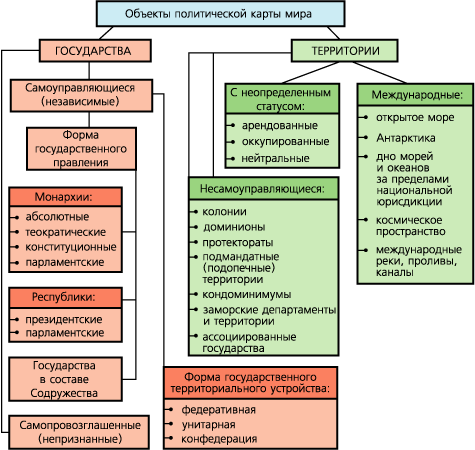 Объекты политической карты мира
ГОСУДАРСТВА
Самоуправляющиеся
(независимые)
Форма
государственного
правления
Монархии:
абсолютные
теократические
конституционные
парламентские
Республики:
президентские
парламентские
Государства
в составе
Содружества
Самопровозглашенные
(непризнанные)
Форма государственного
территориального устройства:
федеративная
унитарная
конфедерация
ТЕРРИТОРИИ
С неопределенным
статусом:
арендованные
оккупированные
нейтральные
Несамоуправляющиеся:
колонии
доминионы
протектораты
подмандатные
(подопечные)
территории
кондоминимумы
заморские департаменты
и территории
ассоциированные
государства
Международные:
открытое море
Антарктика
дно морей
и океанов
за пределами
национальной
юрисдикции
космическое
пространство
международные
реки, проливы,
каналы